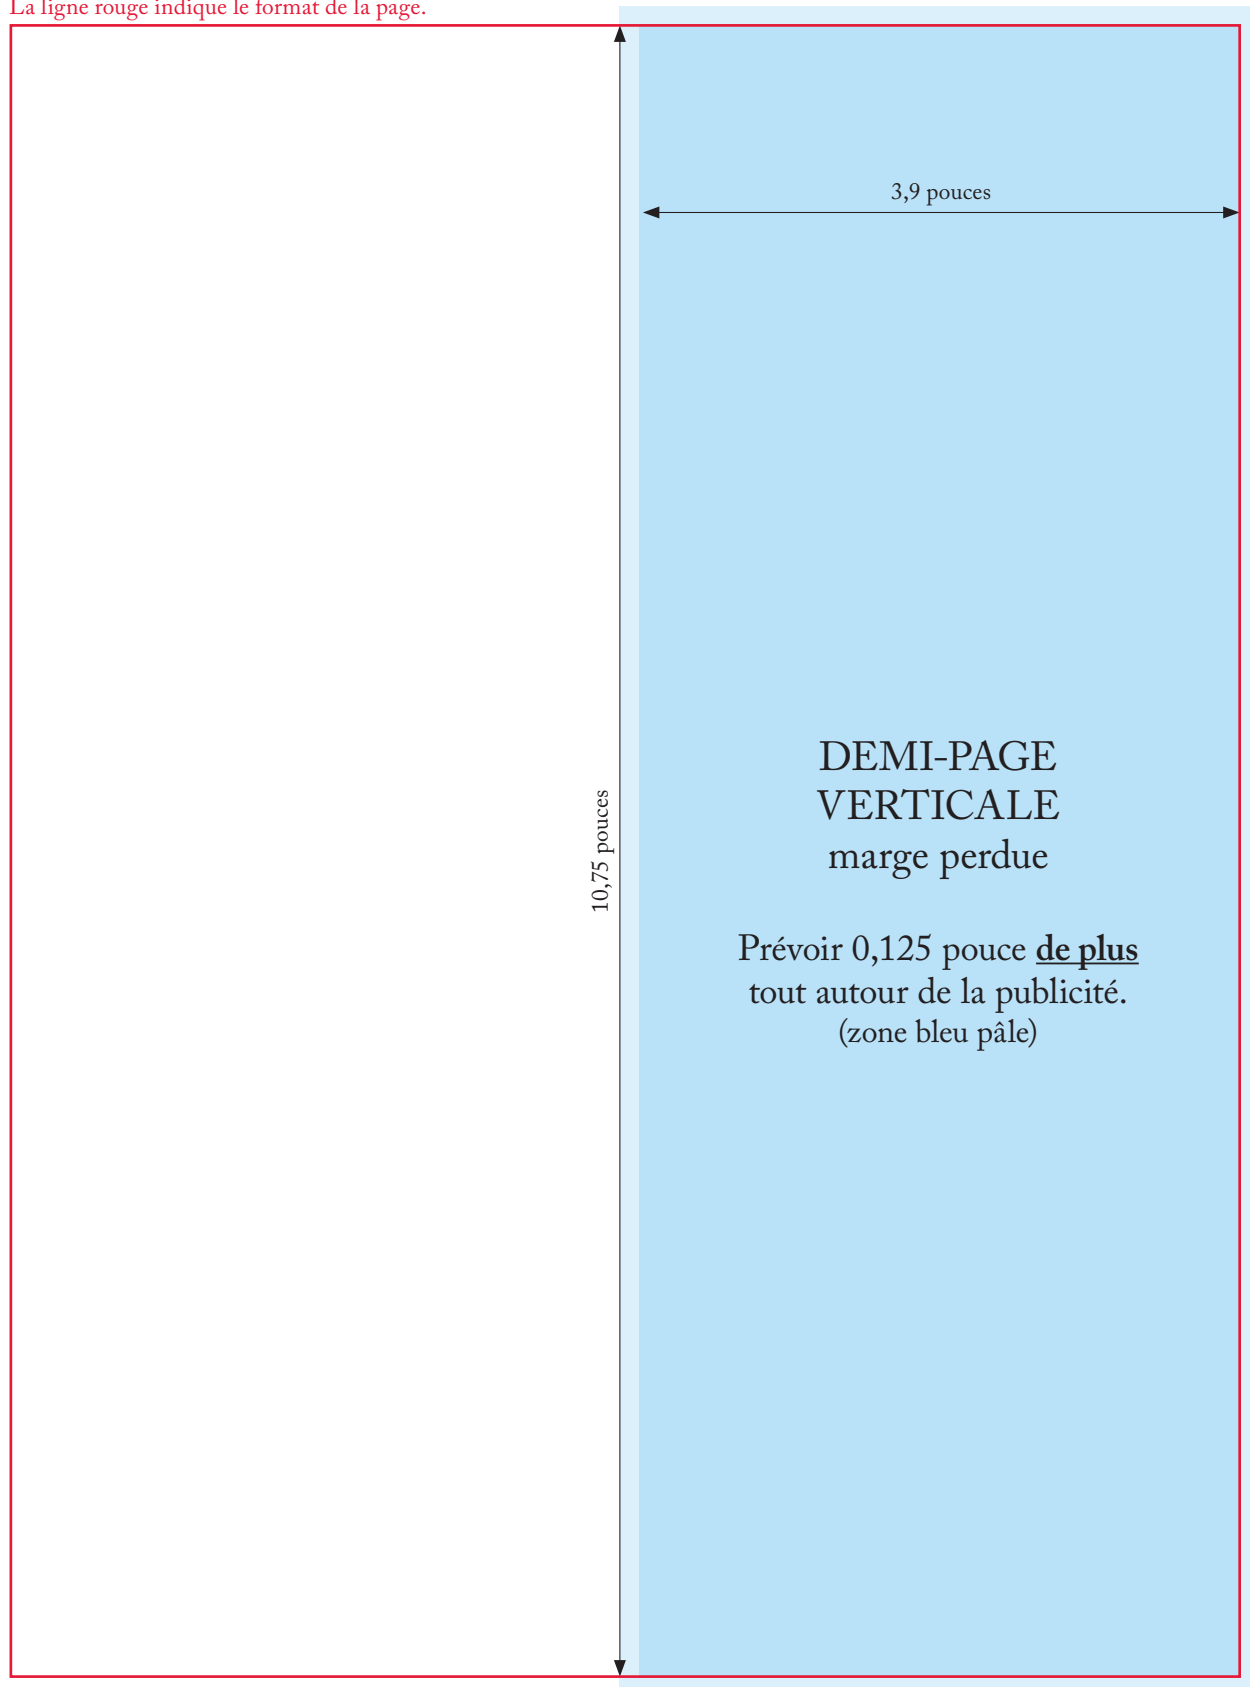 La ligne rouge indique le format de la page.
3,9 pouces
10,75 pouces
DEMI-PAGE
VERTICALE
marge perdue
Prévoir 0,125 pouce de plus
tout autour de la publicité.
(zone bleu pâle)